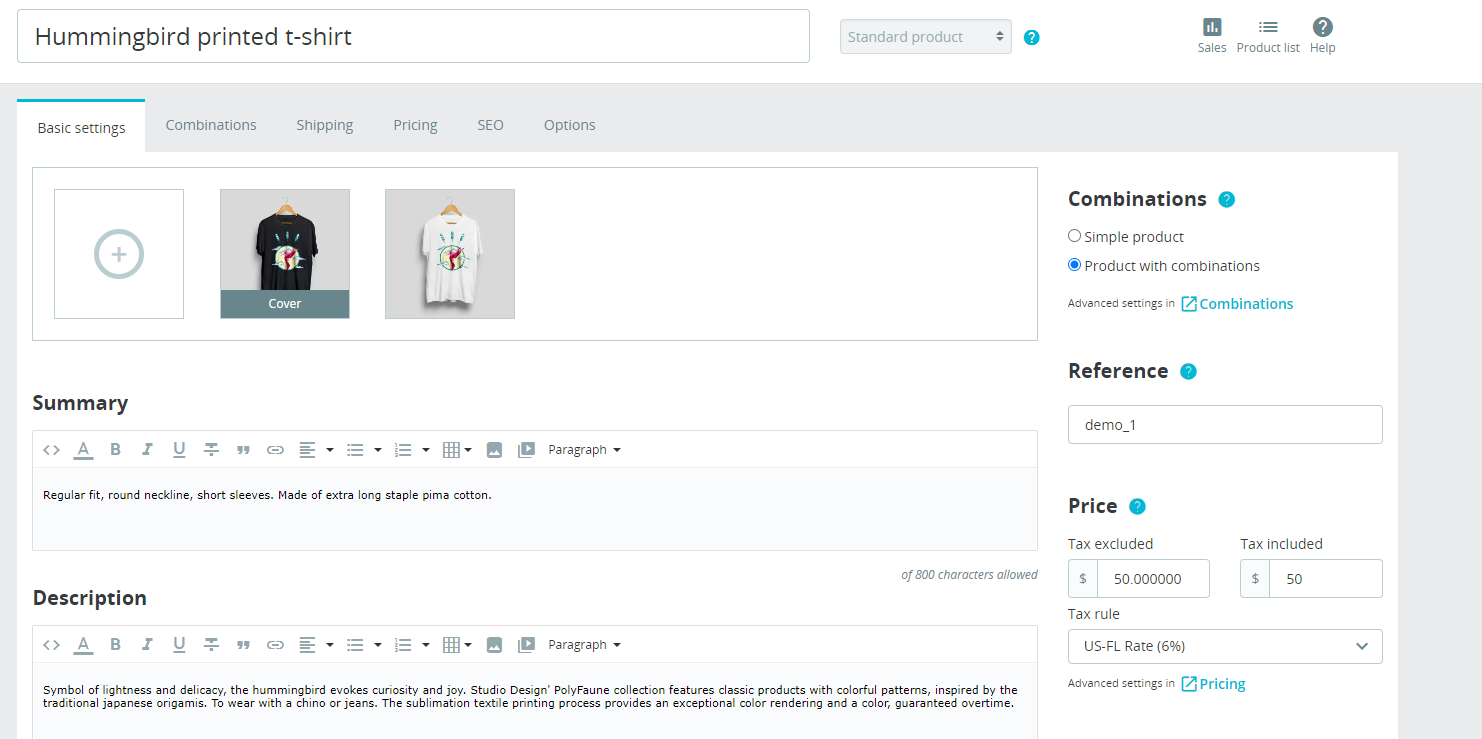 Hummingbird printed t-shirt
Standard product
?
Sales
Product list
? Help
Basic settings
Combinations
Shipping
Pricing
SEO
Options
Cover
Combinations ?
Simple product
Product with combinations
Advanced settings in Combinations
Reference ?
demo_1
Price ?
Tax excluded
Tax included
$ 50.000000
$ 50
Tax rule
US-FL Rate (6%)
Advanced settings in Pricing
Summary
A B I U Paragraph
Regular fit, round neckline, short sleeves. Made of extra long staple pima cotton.
of 800 characters allowed
Description
A B I U Paragraph
Symbol of lightness and delicacy, the hummingbird evokes curiosity and joy. Studio Design' PolyFaune collection features classic products with colorful patterns, inspired by the
traditional japanese origamis. To wear with a chino or jeans. The sublimation textile printing process provides an exceptional color rendering and a color, guaranteed overtime.